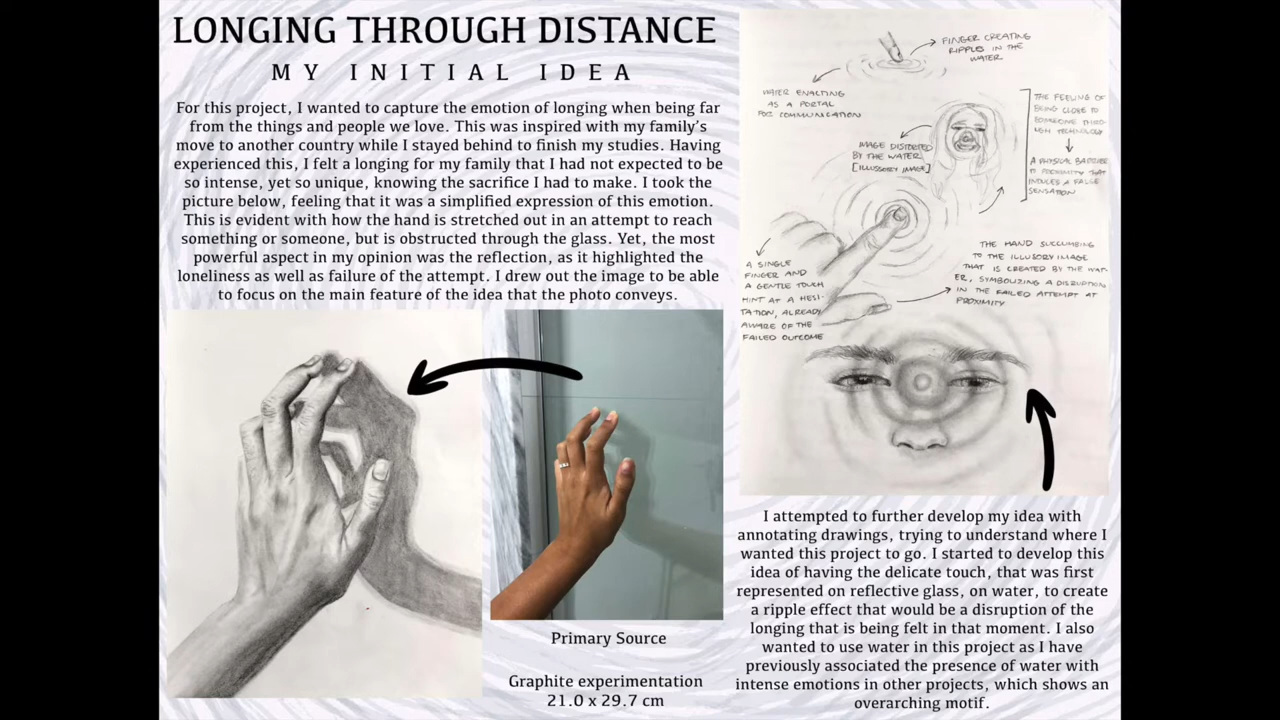 LONGING THROUGH DISTANCE
MY INITIAL IDEA
For this project, I wanted to capture the emotion of longing when being far
from the things and people we love. This was inspired with my family's
move to another country while I stayed behind to finish my studies. Having
experienced this, I felt a longing for my family that I had not expected to be
so intense, yet so unique, knowing the sacrifice I had to make. I took the
picture below, feeling that it was a simplified expression of this emotion.
This is evident with how the hand is stretched out in an attempt to reach
something or someone, but is obstructed through the glass. Yet, the most
powerful aspect in my opinion was the reflection, as it highlighted the
loneliness as well as failure of the attempt. I drew out the image to be able
to focus on the main feature of the idea that the photo conveys.
Primary Source
Graphite experimentation
21.0 x 29.7 cm
FINGER CREATING
RIPPLES IN THE
WATER
WATER ENACTING
AS A PORTAL
FOR COMMUNICATION
THE FEELING OF
BEING CLOSE TO
SOMEONE THRO-
UGH TECHNOLOGY
A PHYSICAL BARRIER
TO PROXIMITY THAT
INDUCES A FALSE
SENSATION
IMAGE DISTORTED
BY THE WATER
[ILLUSORY IMAGE]
A SINGLE
FINGER AND
A GENTLE TOUCH
HINT AT A HESI-
TATION, ALREADY
AWARE OF THE
FAILED OUTCOME
THE HAND SUCCUMBING
TO THE ILLUSORY IMAGE
THAT IS CREATED BY THE WAT-
ER, SYMBOLIZING A DISRUPTION
IN THE FAILED ATTEMPT AT
PROXIMITY
I attempted to further develop my idea with
annotating drawings, trying to understand where I
wanted this project to go. I started to develop this
idea of having the delicate touch, that was first
represented on reflective glass, on water, to create
a ripple effect that would be a disruption of the
longing that is being felt in that moment. I also
wanted to use water in this project as I have
previously associated the presence of water with
intense emotions in other projects, which shows an
overarching motif.